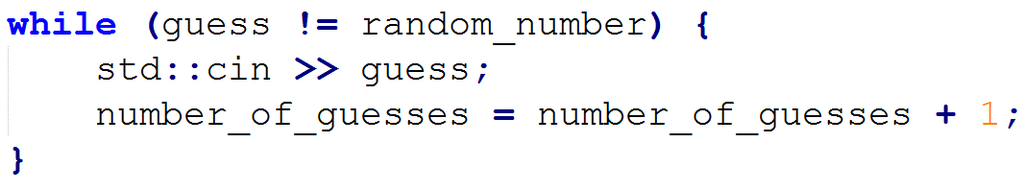 while (guess != random_number) {
    std::cin >> guess;
    number_of_guesses = number_of_guesses + 1;
}